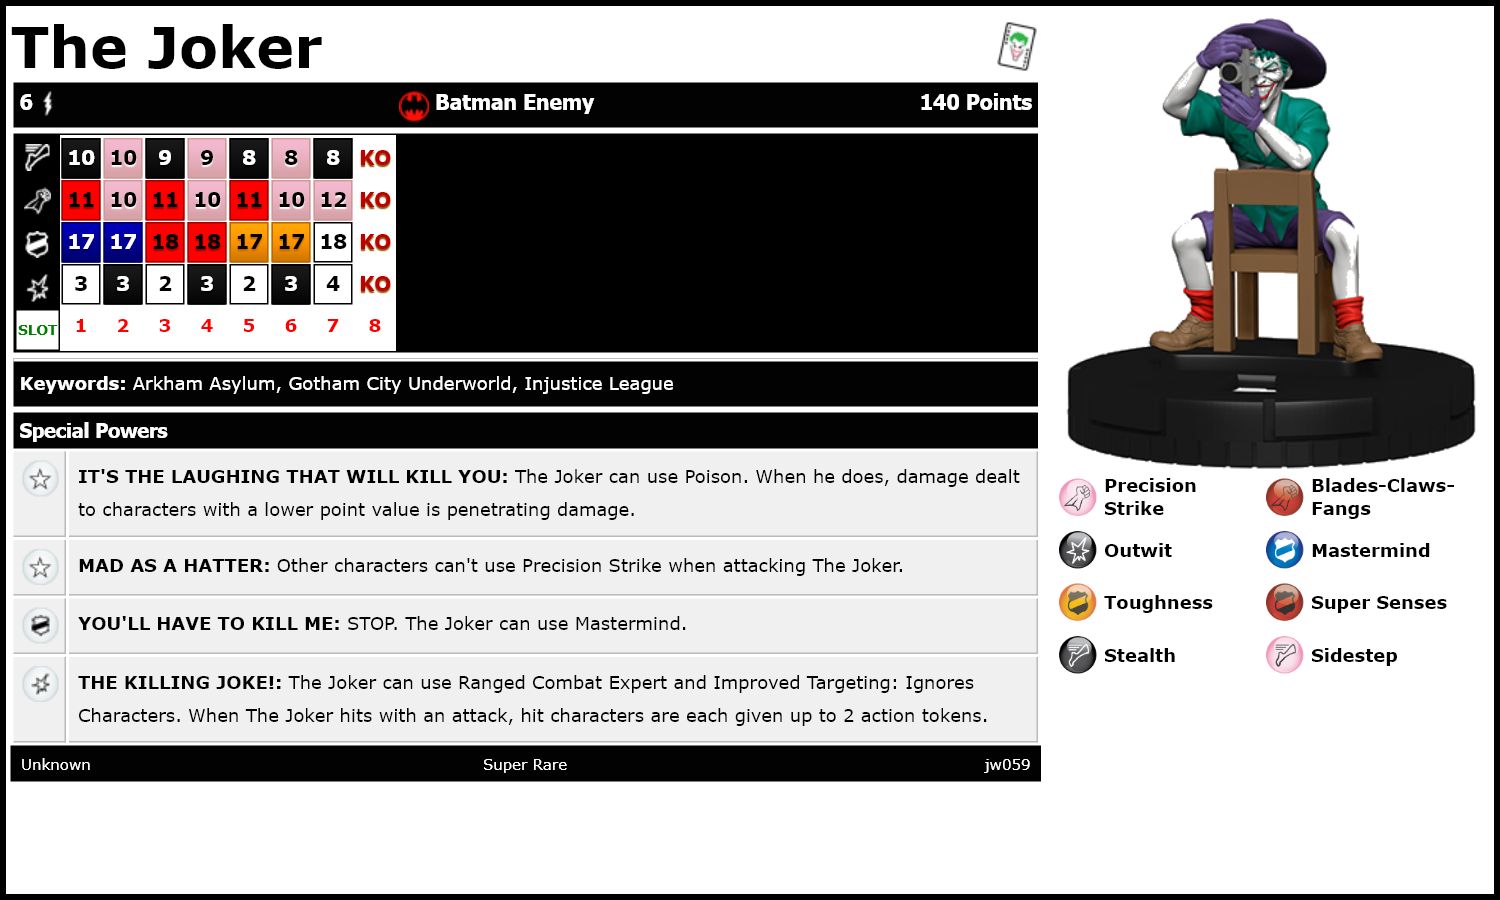 The Joker
6 Batman Enemy 140 Points
10 10 9 9 8 8 8 KO
11 10 11 10 11 10 12 KO
17 17 18 18 17 17 18 KO
3 3 2 3 2 3 4 KO
SLOT 1 2 3 4 5 6 7 8
Keywords: Arkham Asylum, Gotham City Underworld, Injustice League
Special Powers
IT'S THE LAUGHING THAT WILL KILL YOU: The Joker can use Poison. When he does, damage dealt
to characters with a lower point value is penetrating damage.
MAD AS A HATTER: Other characters can't use Precision Strike when attacking The Joker.
YOU'LL HAVE TO KILL ME: STOP. The Joker can use Mastermind.
THE KILLING JOKE!: The Joker can use Ranged Combat Expert and Improved Targeting: Ignores
Characters. When The Joker hits with an attack, hit characters are each given up to 2 action tokens.
Unknown Super Rare jw059
Precision
Strike
Blades-Claws-
Fangs
Outwit
Mastermind
Toughness
Super Senses
Stealth
Sidestep